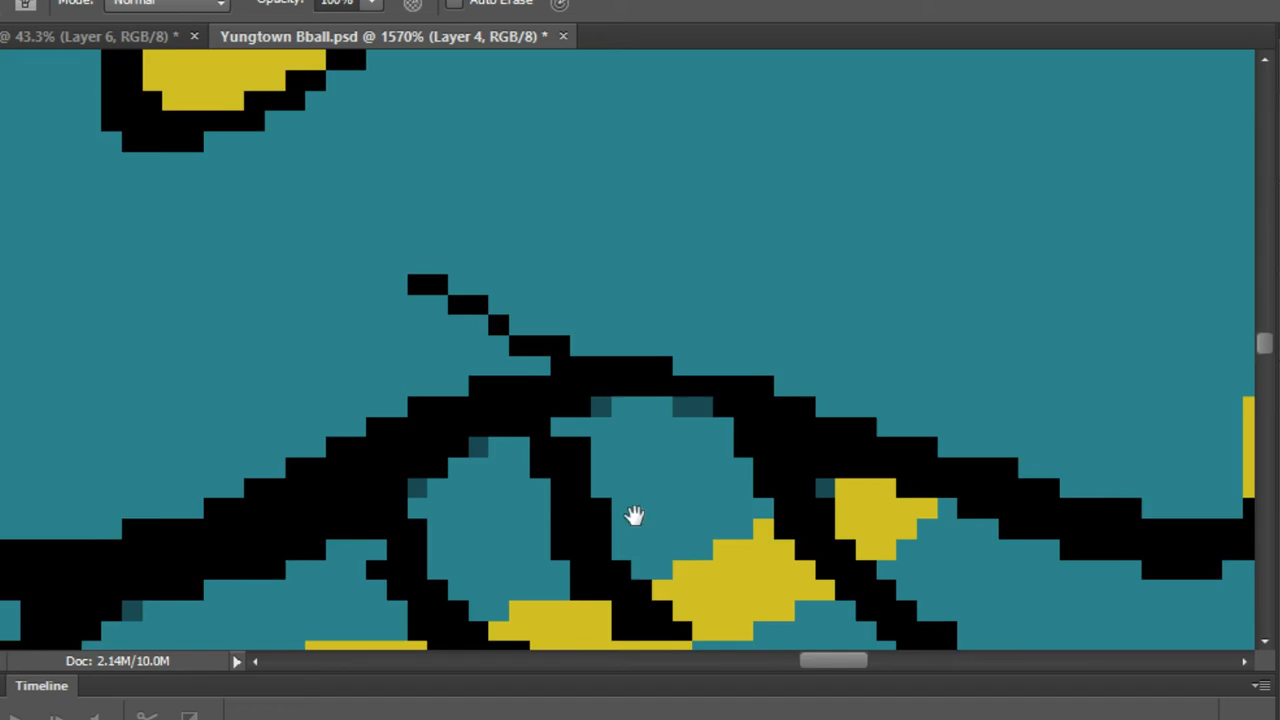 Mode: Normal Opacity: 100% Auto Erase
@ 43.3% (Layer 6, RGB/8) * × Yungtown Bball.psd @ 1570% (Layer 4, RGB/8) * ×
Doc: 2.14M/10.0M
Timeline